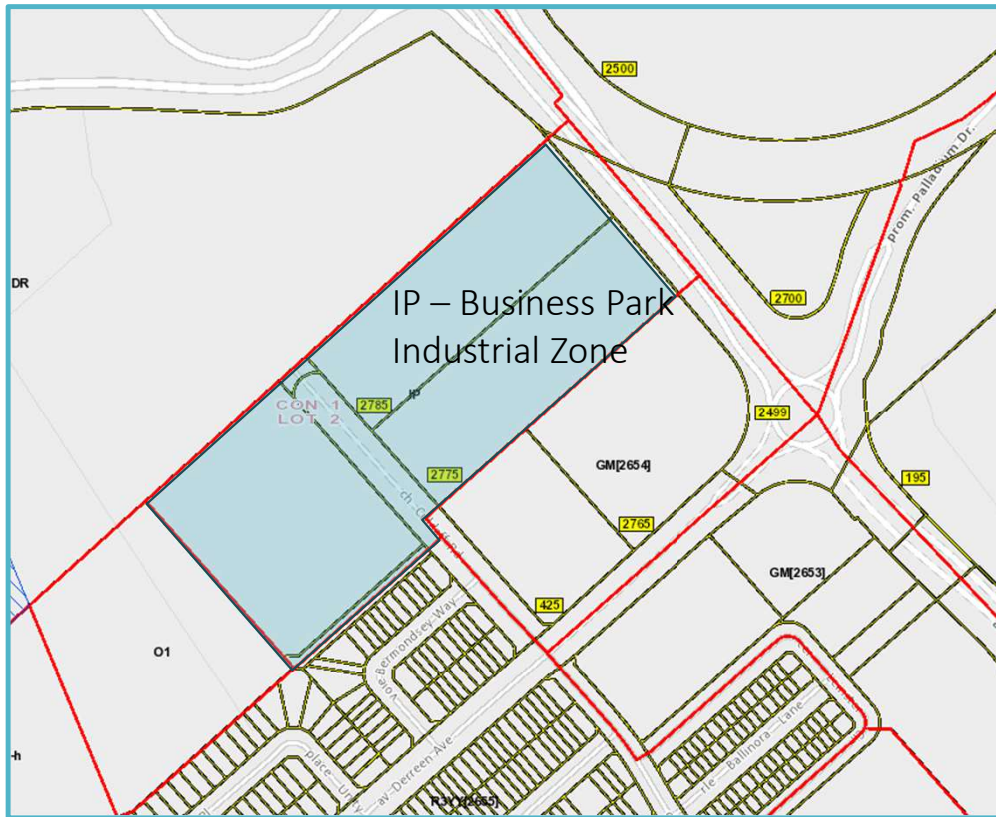 2500
prom. Palladium Dr.
DR
IP – Business Park
Industrial Zone
2700
IP
2785
CON 1
LOT 2
2499
GM[2654]
2775
195
2765
GM[2653]
425
Bermondsey Way
voie
O1
Ballinora Lane
place Unity
av Derreen Ave
-h
R3YY[2655]